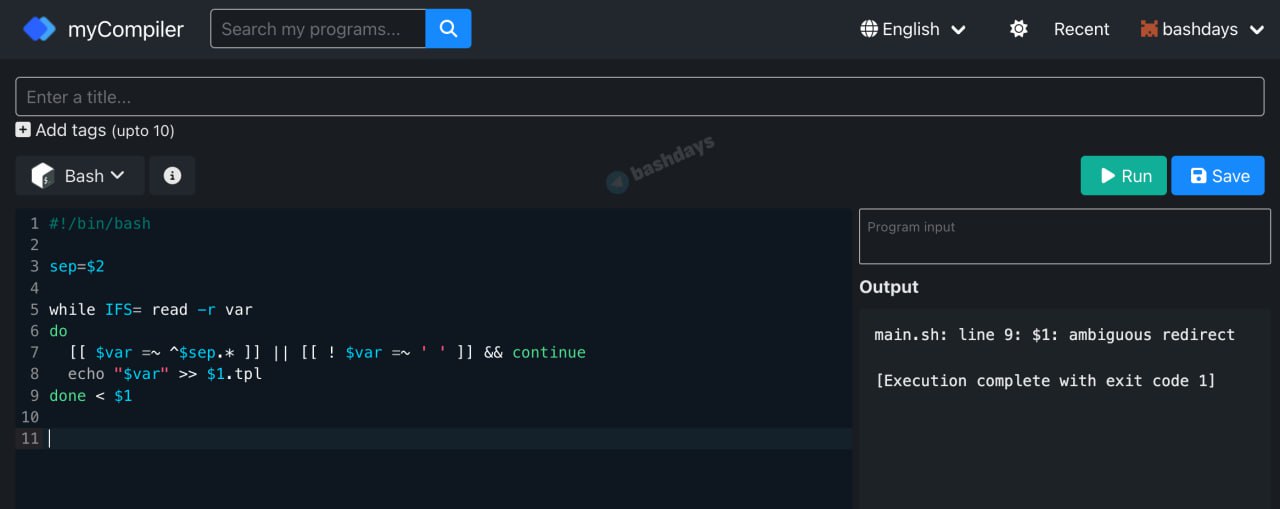 myCompiler
Search my programs...
English
Recent
bashdays
Enter a title...
Add tags (upto 10)
bashdays
Bash
Run
Save
1 #!/bin/bash
2
3 sep=$2
4
5 while IFS= read -r var
6 do
7   [[ $var =~ ^$sep.* ]] || [[ ! $var =~ ' ' ]] && continue
8   echo "$var" >> $1.tpl
9 done < $1
10
11
Program input
Output
main.sh: line 9: $1: ambiguous redirect
[Execution complete with exit code 1]